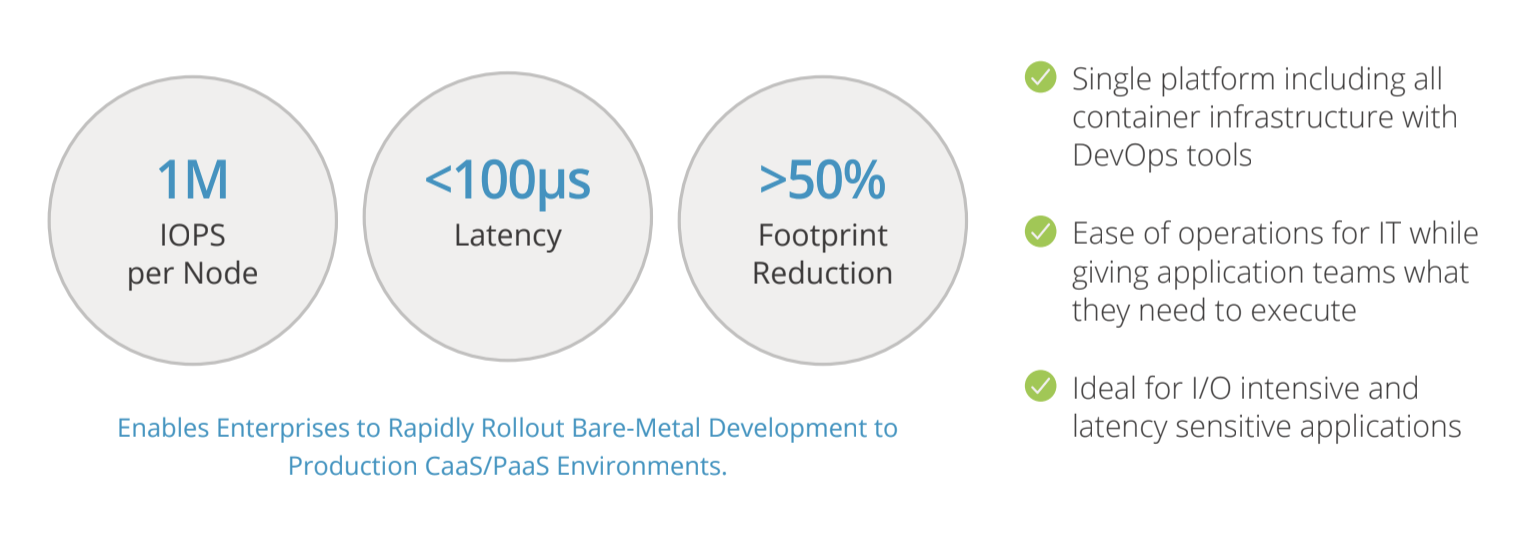 1M
IOPS
per Node
<100µs
Latency
>50%
Footprint
Reduction
Enables Enterprises to Rapidly Rollout Bare-Metal Development to
Production CaaS/PaaS Environments.
Single platform including all
container infrastructure with
DevOps tools
Ease of operations for IT while
giving application teams what
they need to execute
Ideal for I/O intensive and
latency sensitive applications